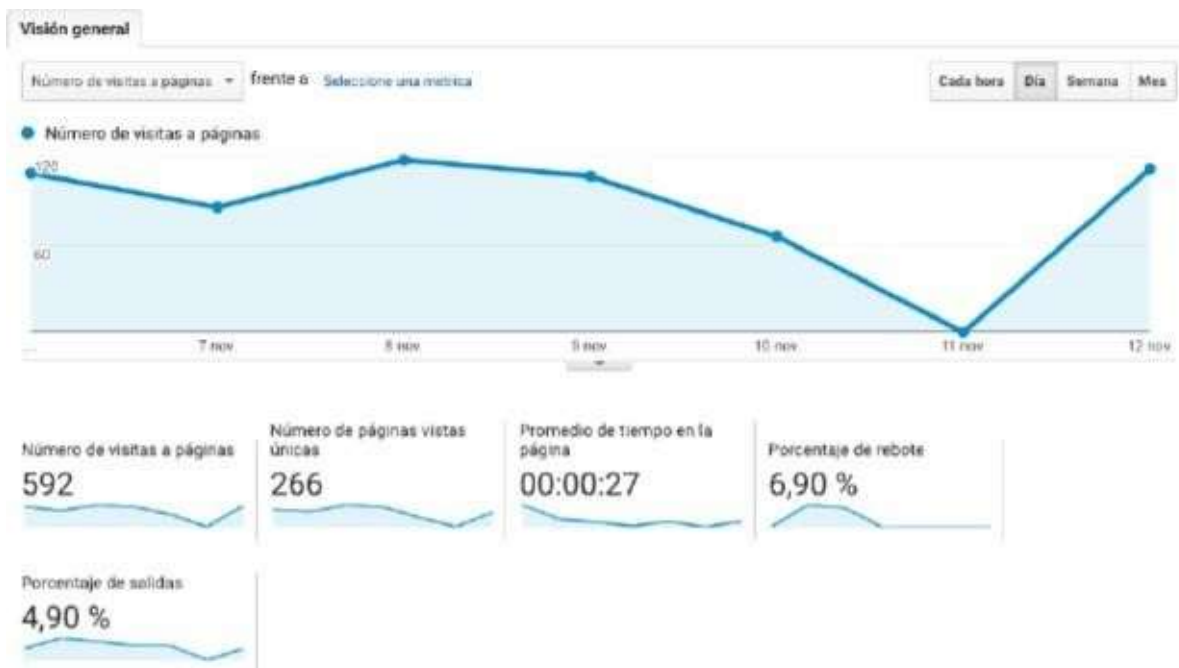 Visión general
Número de visitas a páginas frente a Seleccione una métrica Cada hora Día Semana Mes
Número de visitas a páginas
120
60
... 7 nov 8 nov 9 nov 10 nov 11 nov 12 nov
Número de visitas a páginas
592
Número de páginas vistas
únicas
266
Promedio de tiempo en la
página
00:00:27
Porcentaje de rebote
6,90 %
Porcentaje de salidas
4,90 %